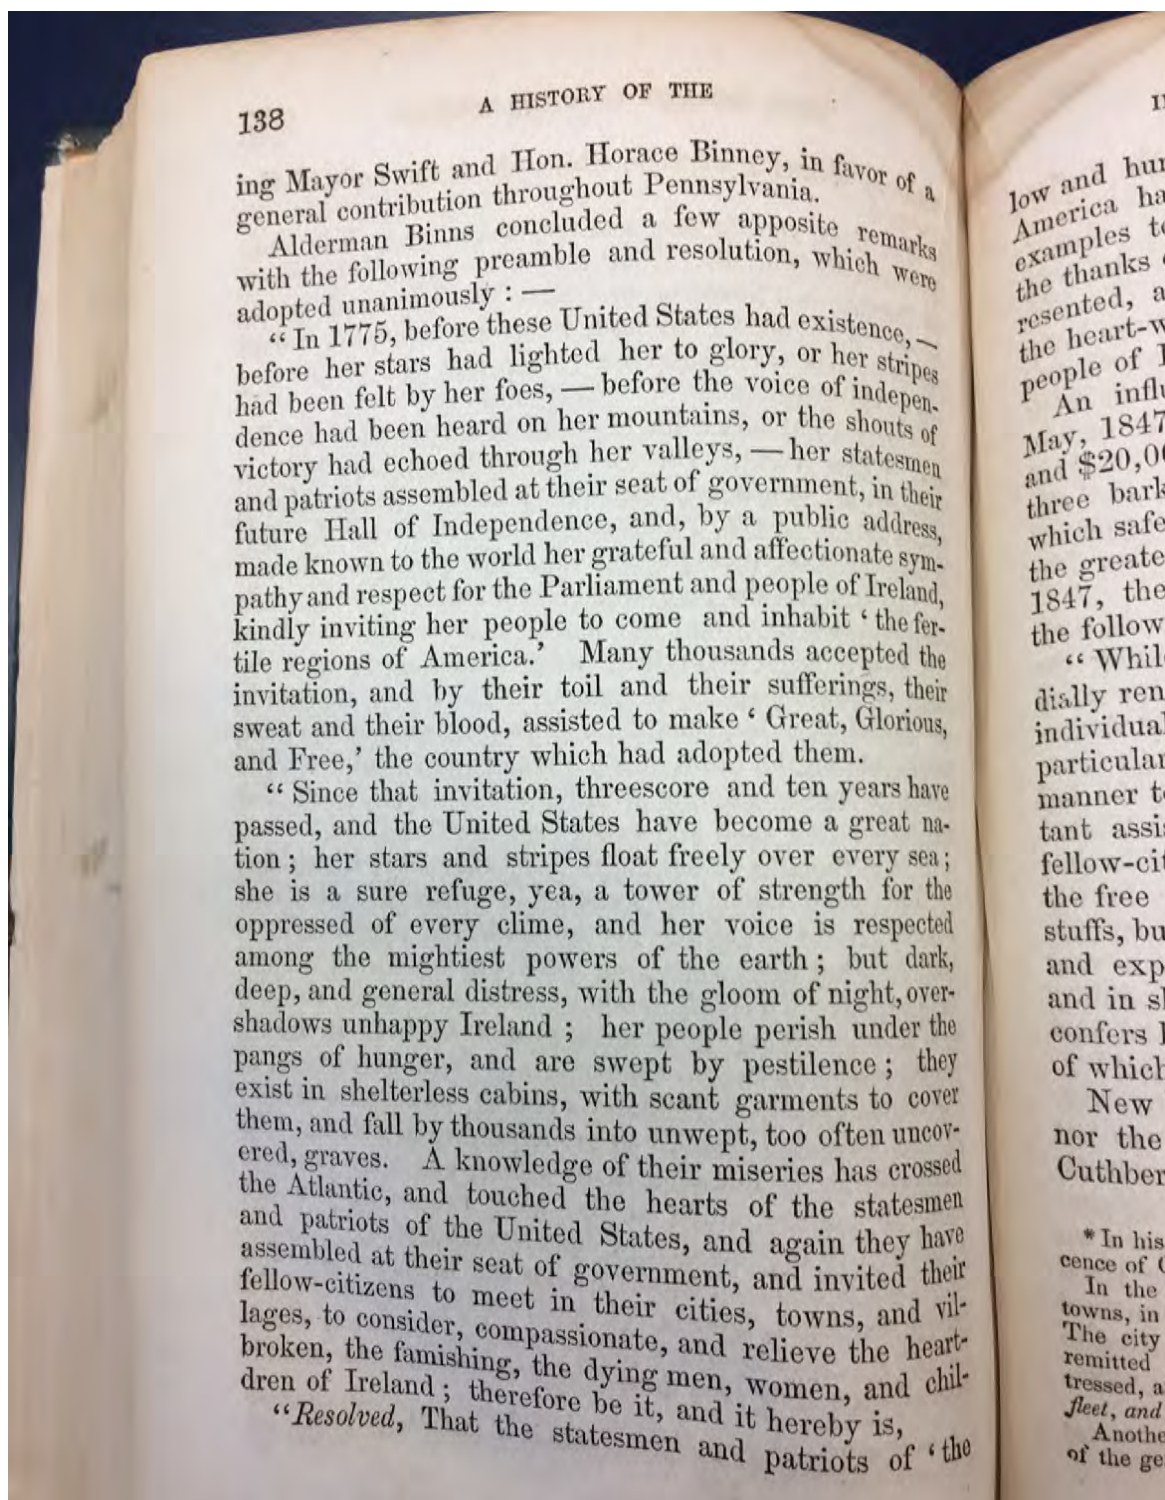 138
A HISTORY OF THE
ing Mayor Swift and Hon. Horace Binney, in favor of a
general contribution throughout Pennsylvania.
Alderman Binns concluded a few apposite remarks
with the following preamble and resolution, which were
adopted unanimously : —
“ In 1775, before these United States had existence, —
before her stars had lighted her to glory, or her stripes
had been felt by her foes, — before the voice of indepen-
dence had been heard on her mountains, or the shouts of
victory had echoed through her valleys, — her statesmen
and patriots assembled at their seat of government, in their
future Hall of Independence, and, by a public address,
made known to the world her grateful and affectionate sym-
pathy and respect for the Parliament and people of Ireland,
kindly inviting her people to come and inhabit ‘ the fer-
tile regions of America.’ Many thousands accepted the
invitation, and by their toil and their sufferings, their
sweat and their blood, assisted to make ‘ Great, Glorious,
and Free,’ the country which had adopted them.
“ Since that invitation, threescore and ten years have
passed, and the United States have become a great na-
tion ; her stars and stripes float freely over every sea ;
she is a sure refuge, yea, a tower of strength for the
oppressed of every clime, and her voice is respected
among the mightiest powers of the earth ; but dark,
deep, and general distress, with the gloom of night, over-
shadows unhappy Ireland ; her people perish under the
pangs of hunger, and are swept by pestilence ; they
exist in shelterless cabins, with scant garments to cover
them, and fall by thousands into unwept, too often uncov-
ered, graves. A knowledge of their miseries has crossed
the Atlantic, and touched the hearts of the statesmen
and patriots of the United States, and again they have
assembled at their seat of government, and invited their
fellow-citizens to meet in their cities, towns, and vil-
lages, to consider, compassionate, and relieve the heart-
broken, the famishing, the dying men, women, and chil-
dren of Ireland ; therefore be it, and it hereby is,
“ Resolved, That the statesmen and patriots of ‘ the
low and
America
examples
the thanks
resented,
the
people of
An
May, 1847
and
three
which
the
1847, the
the
“
dially
particular
manner
tant
the free
stuffs,
and
and in
confers
of which
New
nor the
* In his
cence of
In the
towns, in
The city
remitted
tressed,
fleet, and
of the